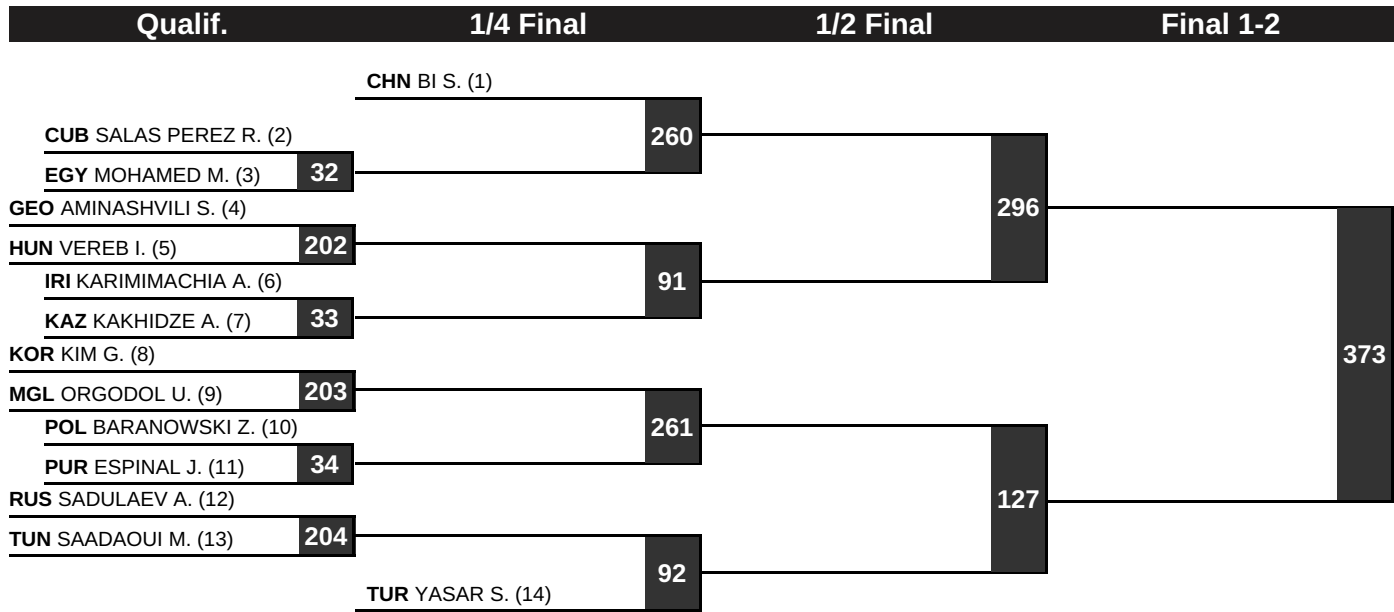 Qualif. 1/4 Final 1/2 Final Final 1-2
CHN BI S. (1)
260
CUB SALAS PEREZ R. (2)
32
EGY MOHAMED M. (3)
296
GEO AMINASHVILI S. (4)
202
HUN VEREB I. (5)
91
IRI KARIMIMACHIA A. (6)
33
KAZ KAKHIDZE A. (7)
373
KOR KIM G. (8)
203
MGL ORGODOL U. (9)
261
POL BARANOWSKI Z. (10)
34
PUR ESPINAL J. (11)
127
RUS SADULAEV A. (12)
204
TUN SAADAOUI M. (13)
92
TUR YASAR S. (14)